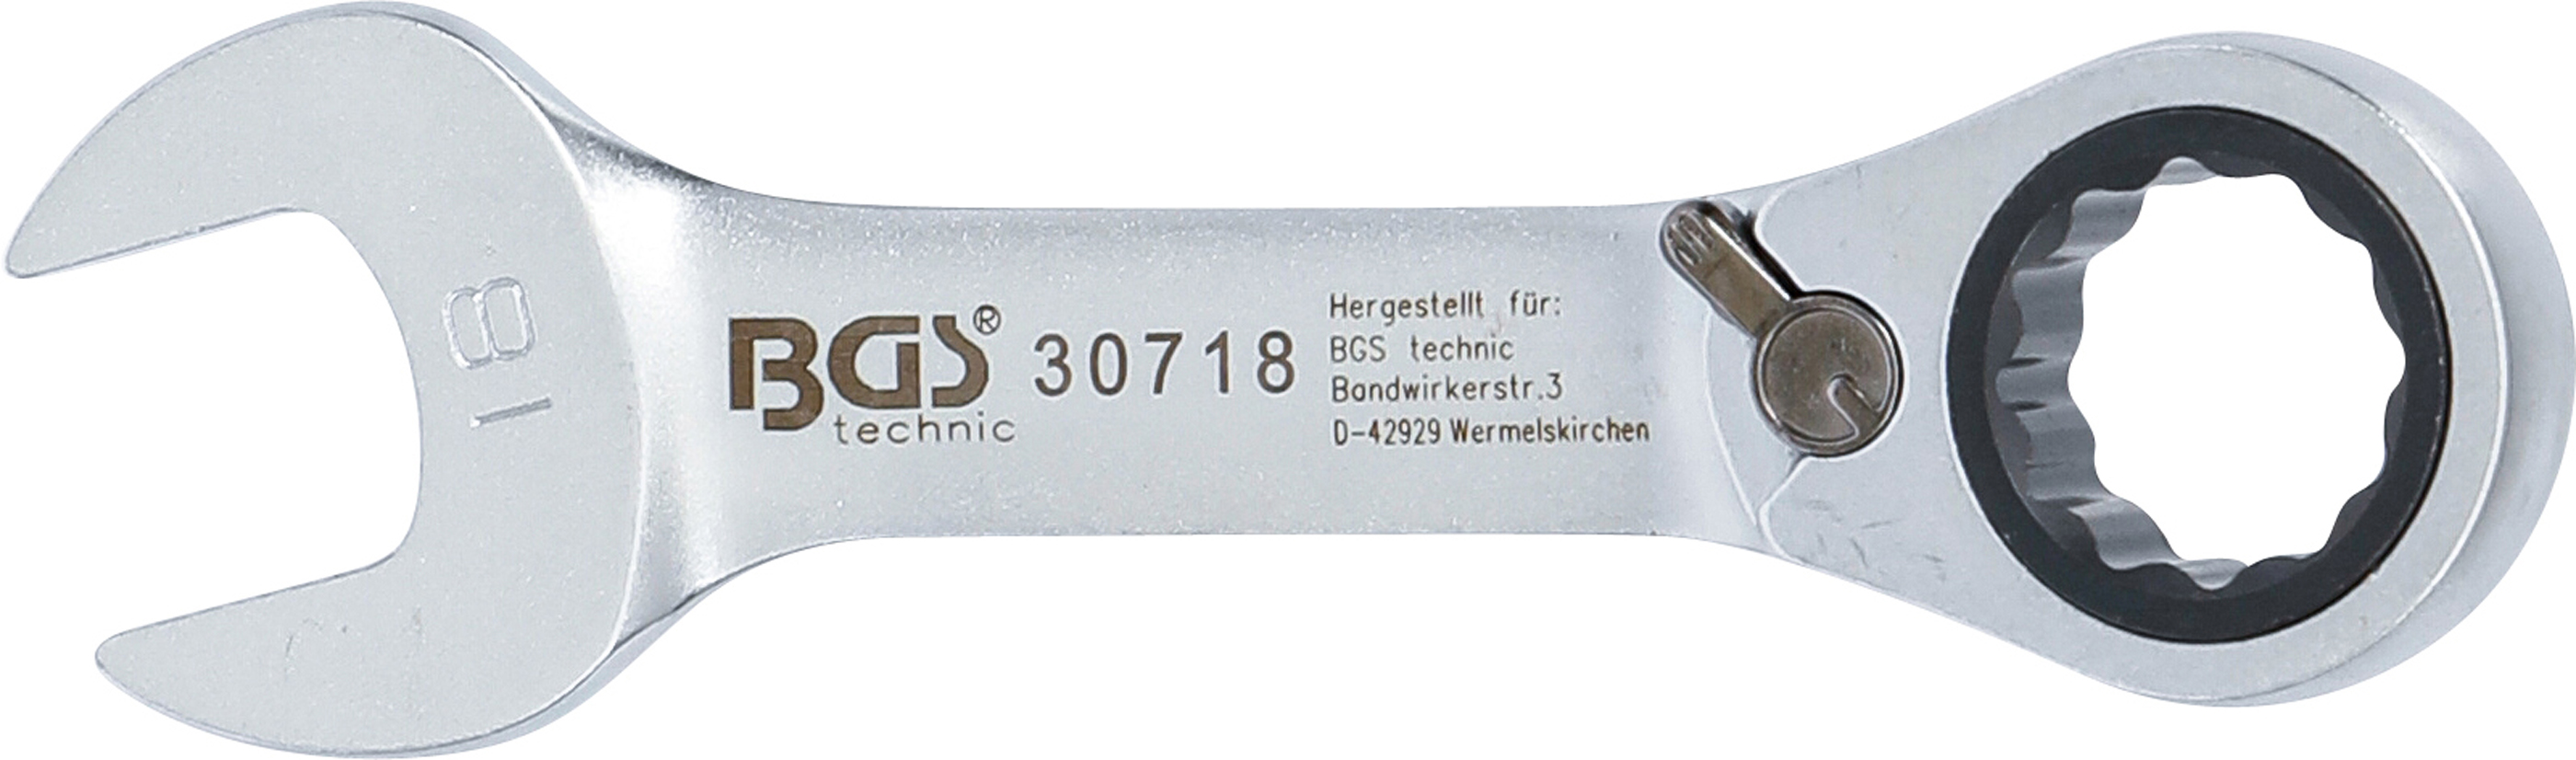 18
BGS®
technic
30718
Hergestellt für:
BGS technic
Bandwirkerstr.3
D-42929 Wermelskirchen